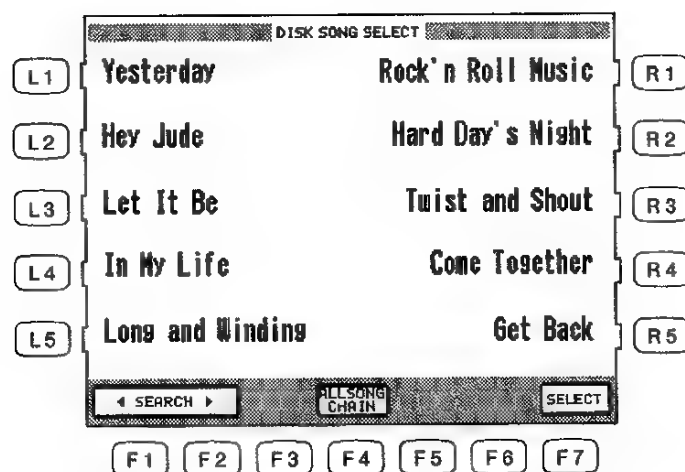 DISK SONG SELECT
L1 Yesterday Rock'n Roll Music R1
L2 Hey Jude Hard Day's Night R2
L3 Let It Be Twist and Shout R3
L4 In My Life Come Together R4
L5 Long and Winding Get Back R5
◀ SEARCH ▶ ALLSONG SELECT
CHAIN
F1 F2 F3 F4 F5 F6 F7